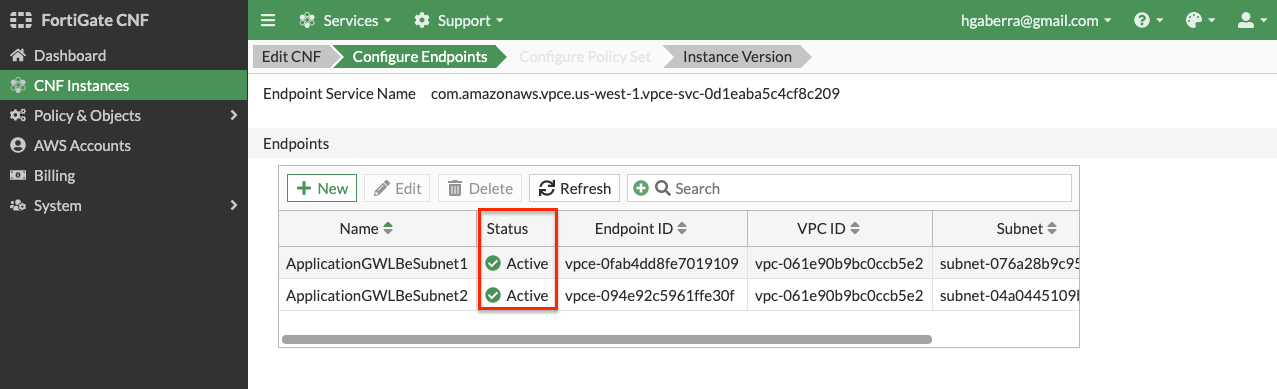 FortiGate CNF
Services
Support
hgaberra@gmail.com
Dashboard
CNF Instances
Policy & Objects
AWS Accounts
Billing
System
Edit CNF
Configure Endpoints
Configure Policy Set
Instance Version
Endpoint Service Name com.amazonaws.vpce.us-west-1.vpce-svc-0d1eaba5c4cf8c209
Endpoints
New Edit Delete Refresh Search
Name Status Endpoint ID VPC ID Subnet
ApplicationGWLBeSubnet1 Active vpce-0fab4dd8fe7019109 vpc-061e90b9bc0ccb5e2 subnet-076a28b9c95
ApplicationGWLBeSubnet2 Active vpce-094e92c5961ffe30f vpc-061e90b9bc0ccb5e2 subnet-04a0445109